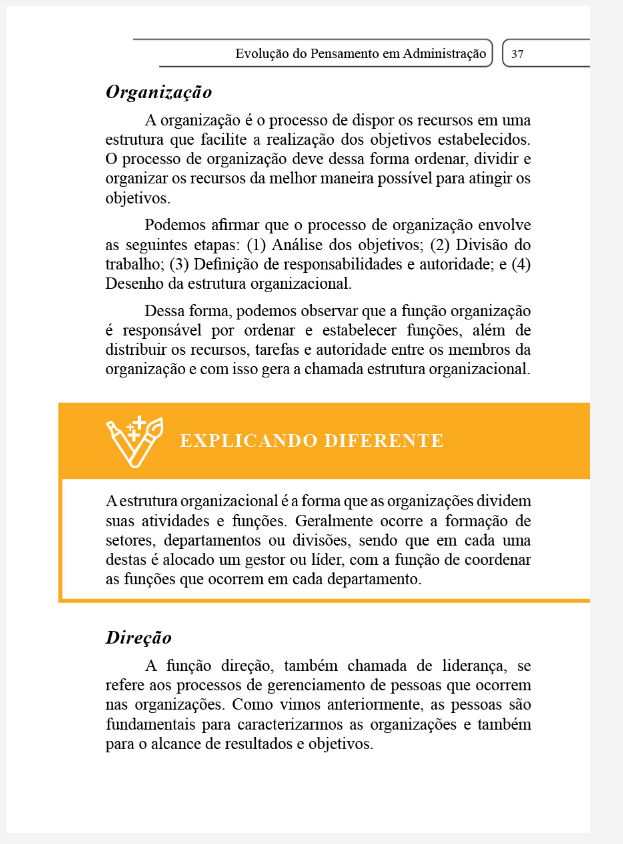 Evolução do Pensamento em Administração 37
Organização
A organização é o processo de dispor os recursos em uma
estrutura que facilite a realização dos objetivos estabelecidos.
O processo de organização deve dessa forma ordenar, dividir e
organizar os recursos da melhor maneira possível para atingir os
objetivos.
Podemos afirmar que o processo de organização envolve
as seguintes etapas: (1) Análise dos objetivos; (2) Divisão do
trabalho; (3) Definição de responsabilidades e autoridade; e (4)
Desenho da estrutura organizacional.
Dessa forma, podemos observar que a função organização
é responsável por ordenar e estabelecer funções, além de
distribuir os recursos, tarefas e autoridade entre os membros da
organização e com isso gera a chamada estrutura organizacional.
EXPLICANDO DIFERENTE
A estrutura organizacional é a forma que as organizações dividem
suas atividades e funções. Geralmente ocorre a formação de
setores, departamentos ou divisões, sendo que em cada uma
destas é alocado um gestor ou líder, com a função de coordenar
as funções que ocorrem em cada departamento.
Direção
A função direção, também chamada de liderança, se
refere aos processos de gerenciamento de pessoas que ocorrem
nas organizações. Como vimos anteriormente, as pessoas são
fundamentais para caracterizarmos as organizações e também
para o alcance de resultados e objetivos.